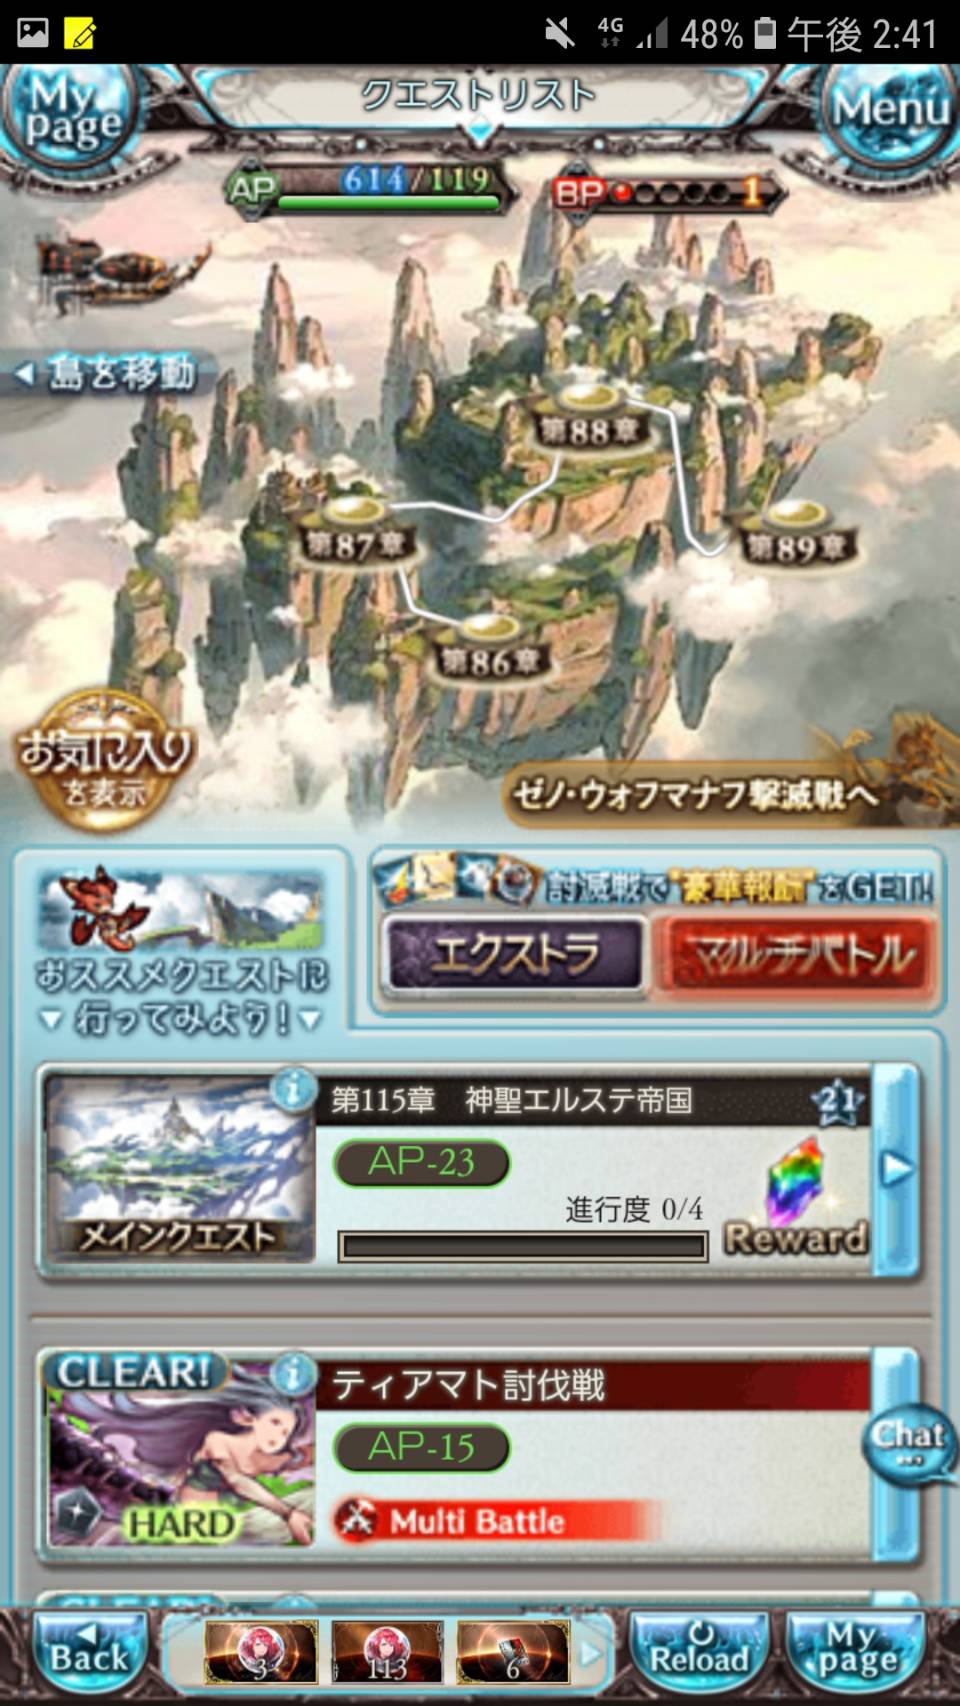 4G 48% 午後 2:41
My page
クエストリスト
Menu
AP 614/119
BP 1
島を移動
第88章
第87章
第89章
第86章
お気に入り
を表示
ゼノ・ウォフマナフ撃滅戦へ
討滅戦で"豪華報酬"をGET!
エクストラ
マルチバトル
おススメクエストに
▼ 行ってみよう!▼
第115章 神聖エルステ帝国
21
AP-23
進行度 0/4
メインクエスト
Reward
CLEAR!
ティアマト討伐戦
AP-15
HARD
Multi Battle
Chat
...
Back
3
113
6
Reload
My page